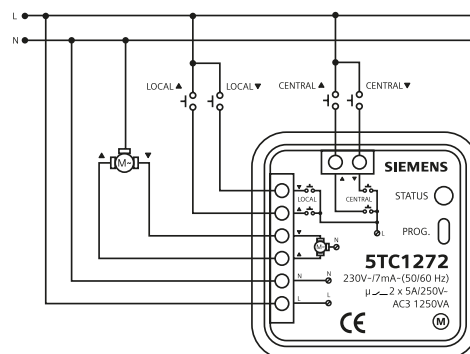 L
N
LOCAL ▲ LOCAL ▼
CENTRAL ▲ CENTRAL ▼
▲ M~ ▼
SIEMENS
▲ ▼
▼ LOCAL CENTRAL
▲
STATUS
L
PROG.
▼ M~ N
▲
5TC1272
N N
230V~/7mA~(50/60 Hz)
L L
µ 2 x 5A/250V~
AC3 1250VA
CE M